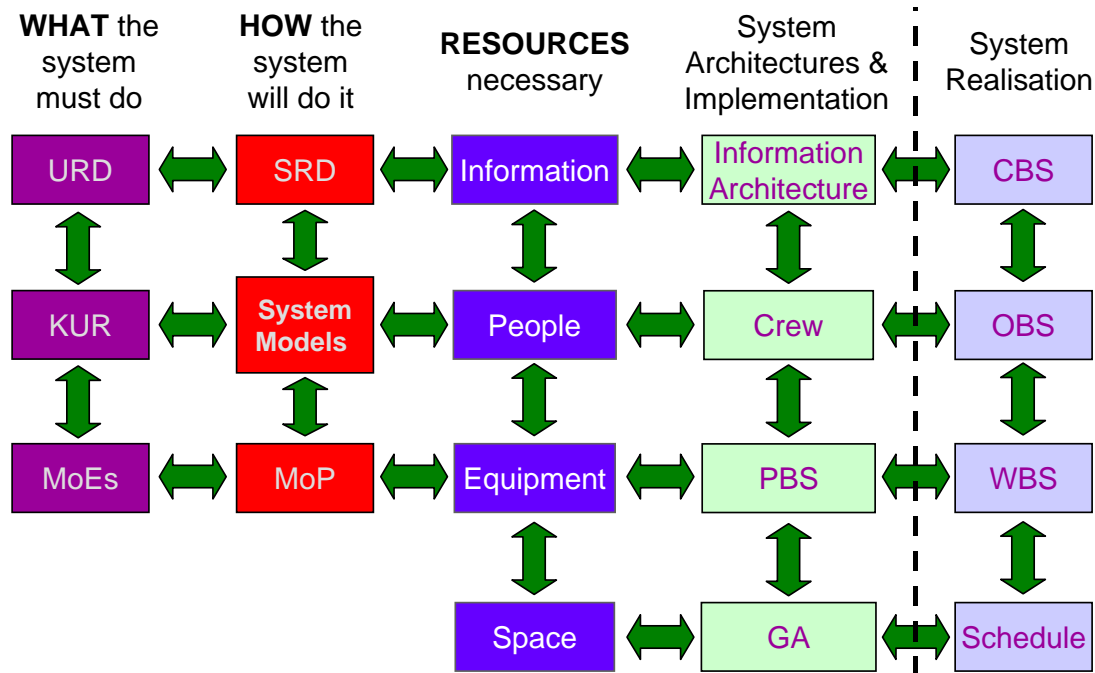 WHAT the
system
must do
HOW the
system
will do it
RESOURCES
necessary
System
Architectures &
Implementation
System
Realisation
URD
SRD
Information
Information
Architecture
CBS
KUR
System
Models
People
Crew
OBS
MoEs
MoP
Equipment
PBS
WBS
Space
GA
Schedule